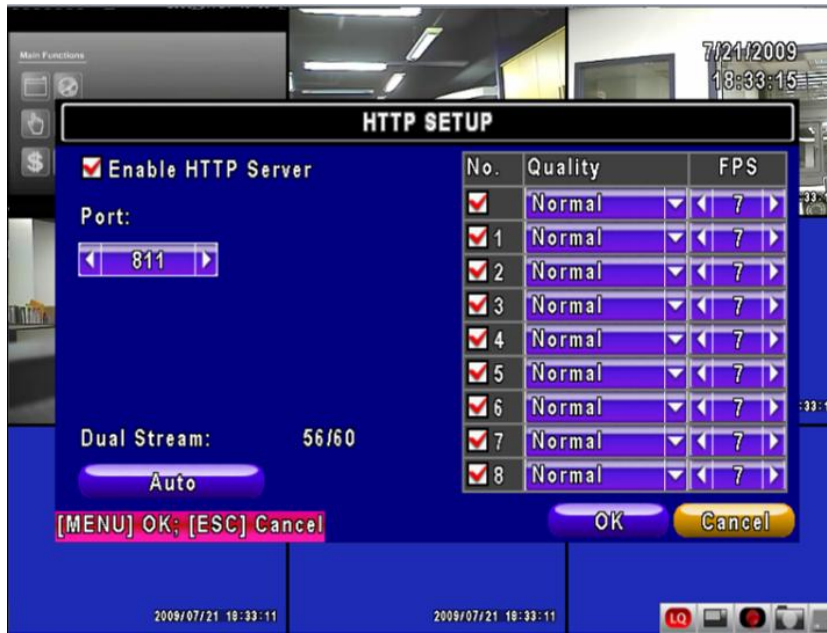 Main Functions
7/21/2009
18:33:15
HTTP SETUP
Enable HTTP Server
Port:
811
Dual Stream: 56/60
Auto
[MENU] OK; [ESC] Cancel
No. Quality FPS
Normal 7
1 Normal 7
2 Normal 7
3 Normal 7
4 Normal 7
5 Normal 7
6 Normal 7
7 Normal 7
8 Normal 7
OK Cancel
2009/07/21 18:33:11
2009/07/21 18:33:11
LQ